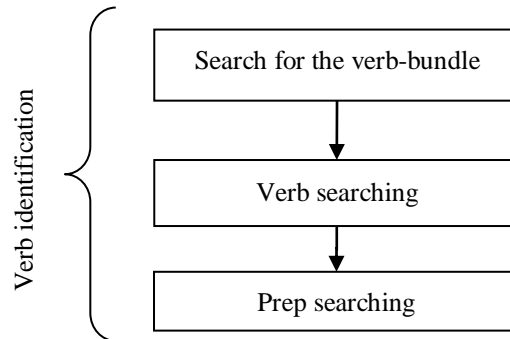 Verb identification
Search for the verb-bundle
Verb searching
Prep searching